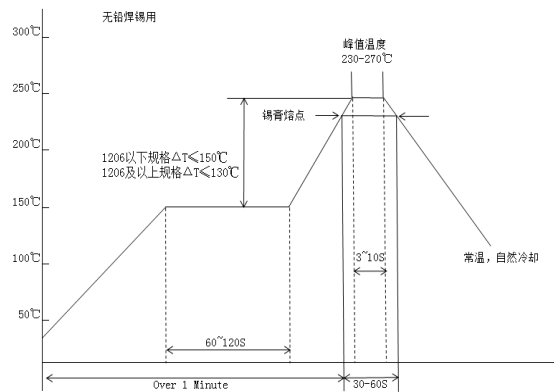 无铅焊锡用
300℃
250℃
230℃
200℃
150℃
100℃
50℃
峰值温度
230-270℃
锡膏熔点
1206以下规格△T≤150℃
1206及以上规格△T≤130℃
常温，自然冷却
3~10S
60~120S
Over 1 Minute
30-60S